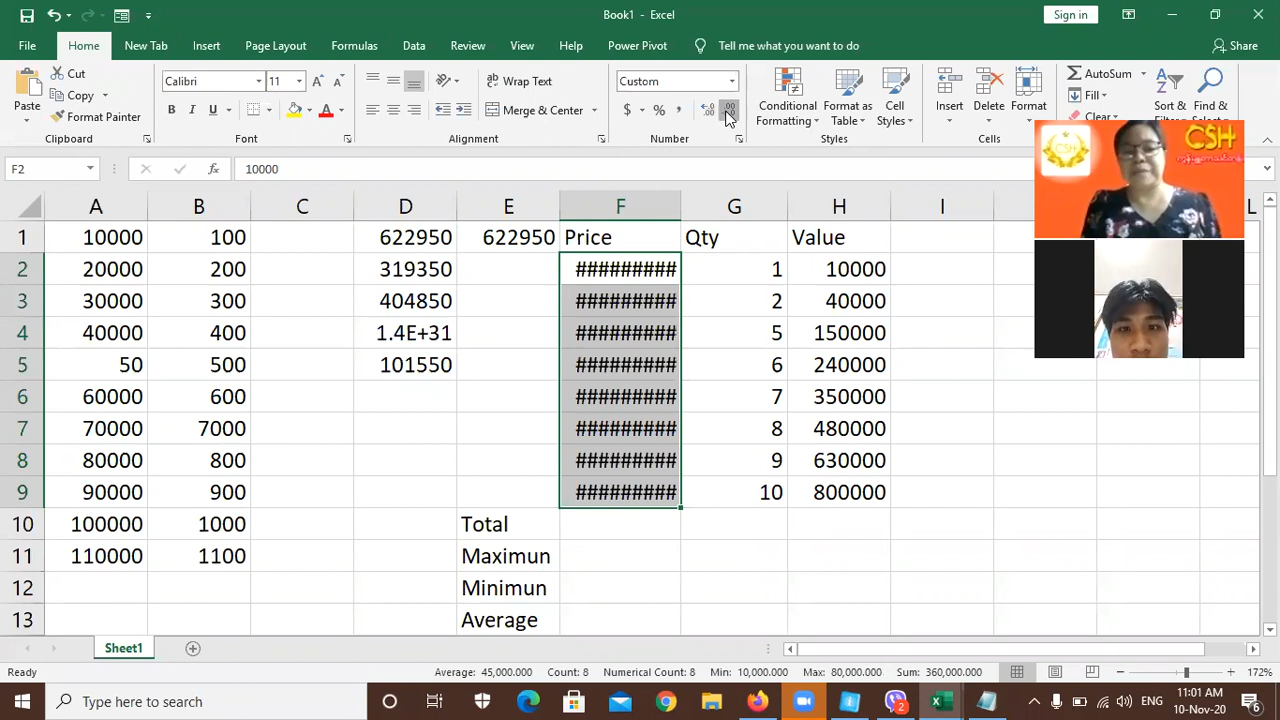 Book1 - Excel
Sign in
File Home New Tab Insert Page Layout Formulas Data Review View Help Power Pivot Tell me what you want to do Share
Paste Cut Copy Format Painter Clipboard
Calibri 11 B I U A Font
Wrap Text Merge & Center Alignment
Custom $ % , Number
Conditional Formatting Format as Table Cell Styles Styles
Insert Delete Format Cells
AutoSum Fill Clear Sort & Filter Find &
CSH CSH
F2 fx 10000
A B C D E F G H I L
1 10000 100 622950 622950 Price Qty Value
2 20000 200 319350 ######### 1 10000
3 30000 300 404850 ######### 2 40000
4 40000 400 1.4E+31 ######### 5 150000
5 50 500 101550 ######### 6 240000
6 60000 600 ######### 7 350000
7 70000 7000 ######### 8 480000
8 80000 800 ######### 9 630000
9 90000 900 ######### 10 800000
10 100000 1000 Total
11 110000 1100 Maximun
12 Minimun
13 Average
Sheet1
Ready Average: 45,000.000 Count: 8 Numerical Count: 8 Min: 10,000.000 Max: 80,000.000 Sum: 360,000.000 172%
Type here to search ENG 11:01 AM
10-Nov-20 6
2